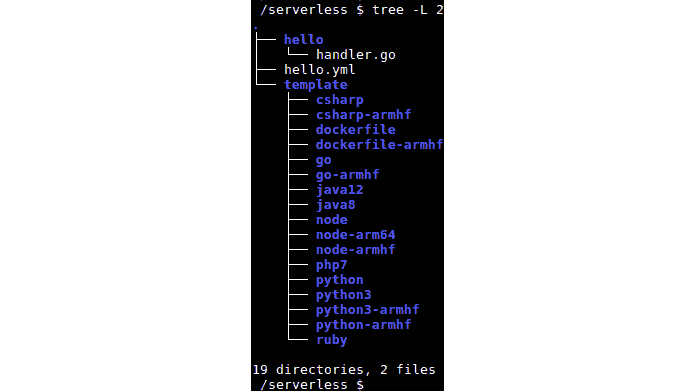 /serverless $ tree -L 2
.
├── hello
│   └── handler.go
├── hello.yml
└── template
    ├── csharp
    ├── csharp-armhf
    ├── dockerfile
    ├── dockerfile-armhf
    ├── go
    ├── go-armhf
    ├── java12
    ├── java8
    ├── node
    ├── node-arm64
    ├── node-armhf
    ├── php7
    ├── python
    ├── python3
    ├── python3-armhf
    ├── python-armhf
    └── ruby
19 directories, 2 files
/serverless $